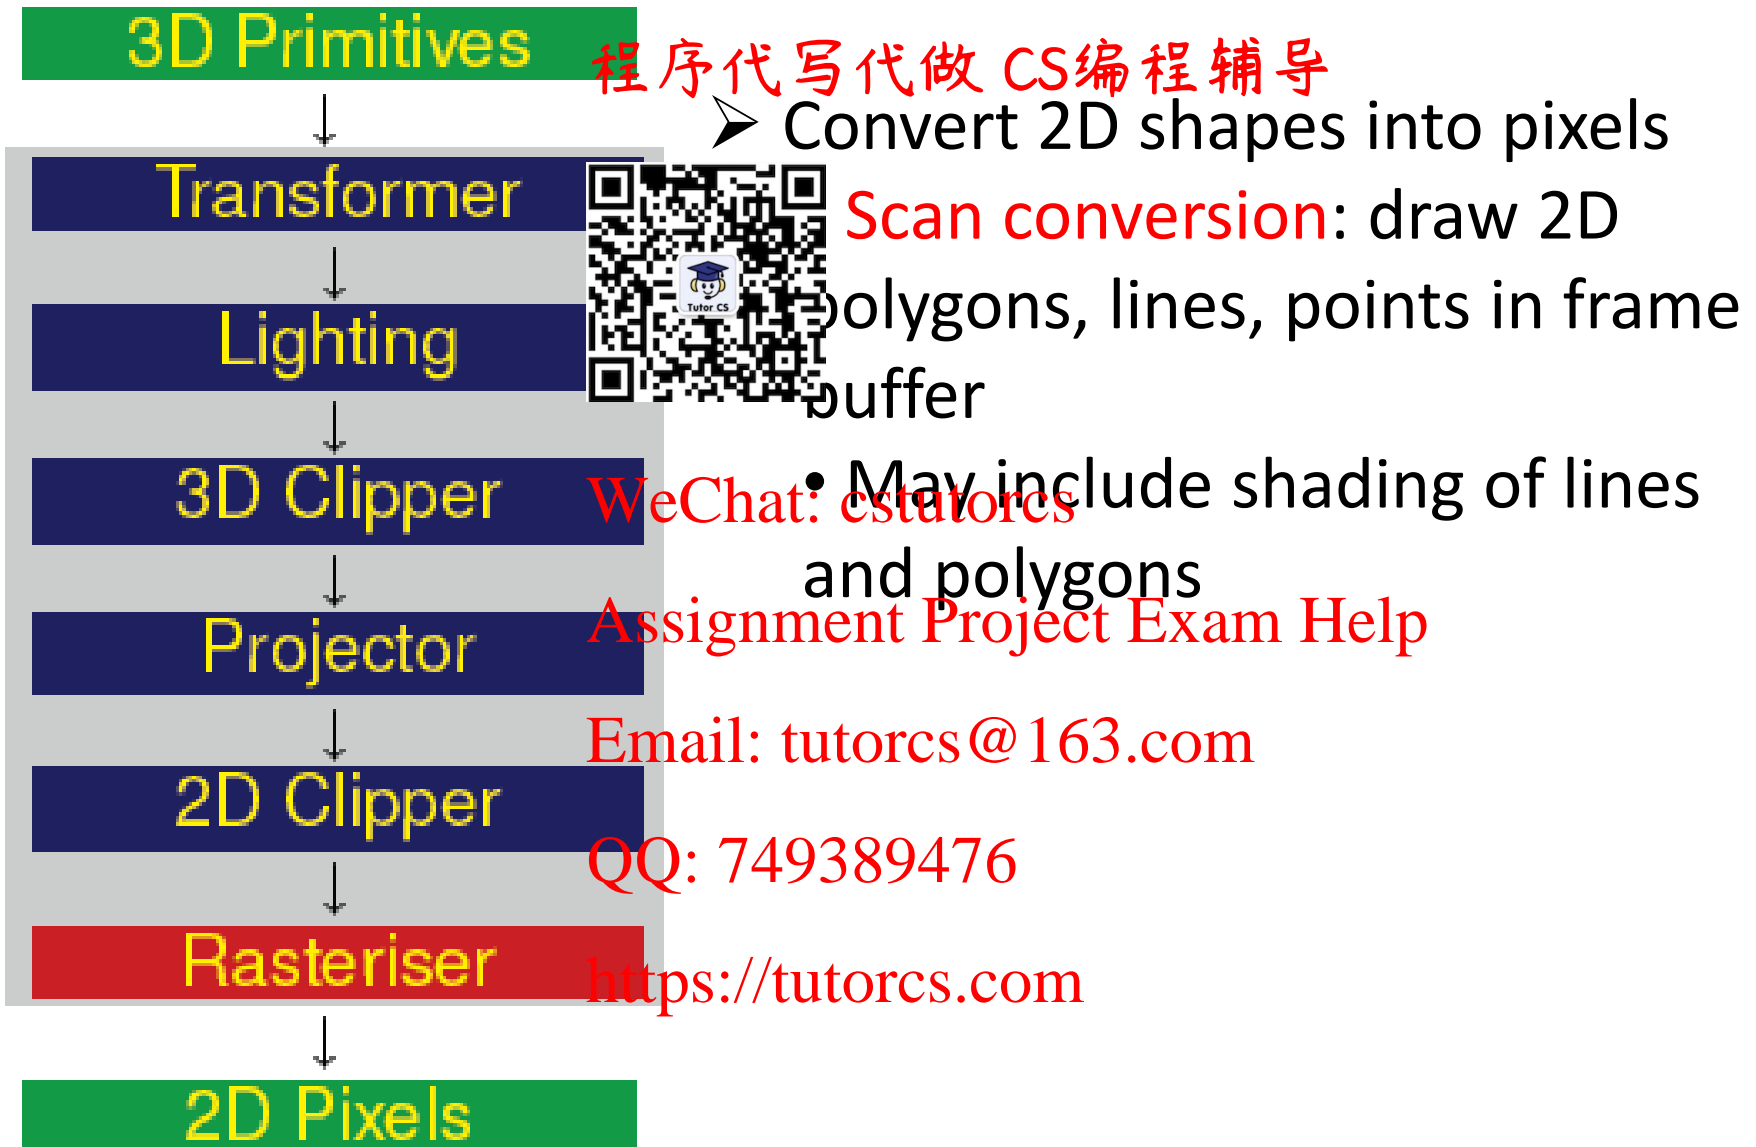 3D Primitives
Transformer
Lighting
3D Clipper
Projector
2D Clipper
Rasteriser
2D Pixels
程序代写代做 CS编程辅导
➢ Convert 2D shapes into pixels
Scan conversion: draw 2D
polygons, lines, points in frame
buffer
• May include shading of lines
and polygons
Tutor CS
WeChat: cstutorcs
Assignment Project Exam Help
Email: tutorcs@163.com
QQ: 749389476
https://tutorcs.com